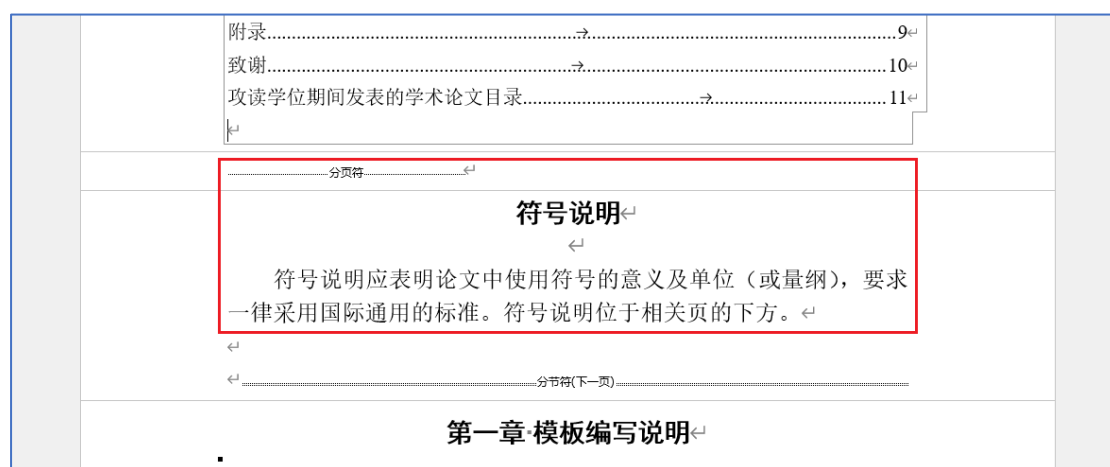 附录..........→..........9↵
致谢..........→..........10↵
攻读学位期间发表的学术论文目录..........→..........11↵
↵
..........分页符..........↵
符号说明↵
↵
符号说明应表明论文中使用符号的意义及单位（或量纲），要求
一律采用国际通用的标准。符号说明位于相关页的下方。↵
↵
↵..........分节符(下一页)..........
第一章·模板编写说明↵